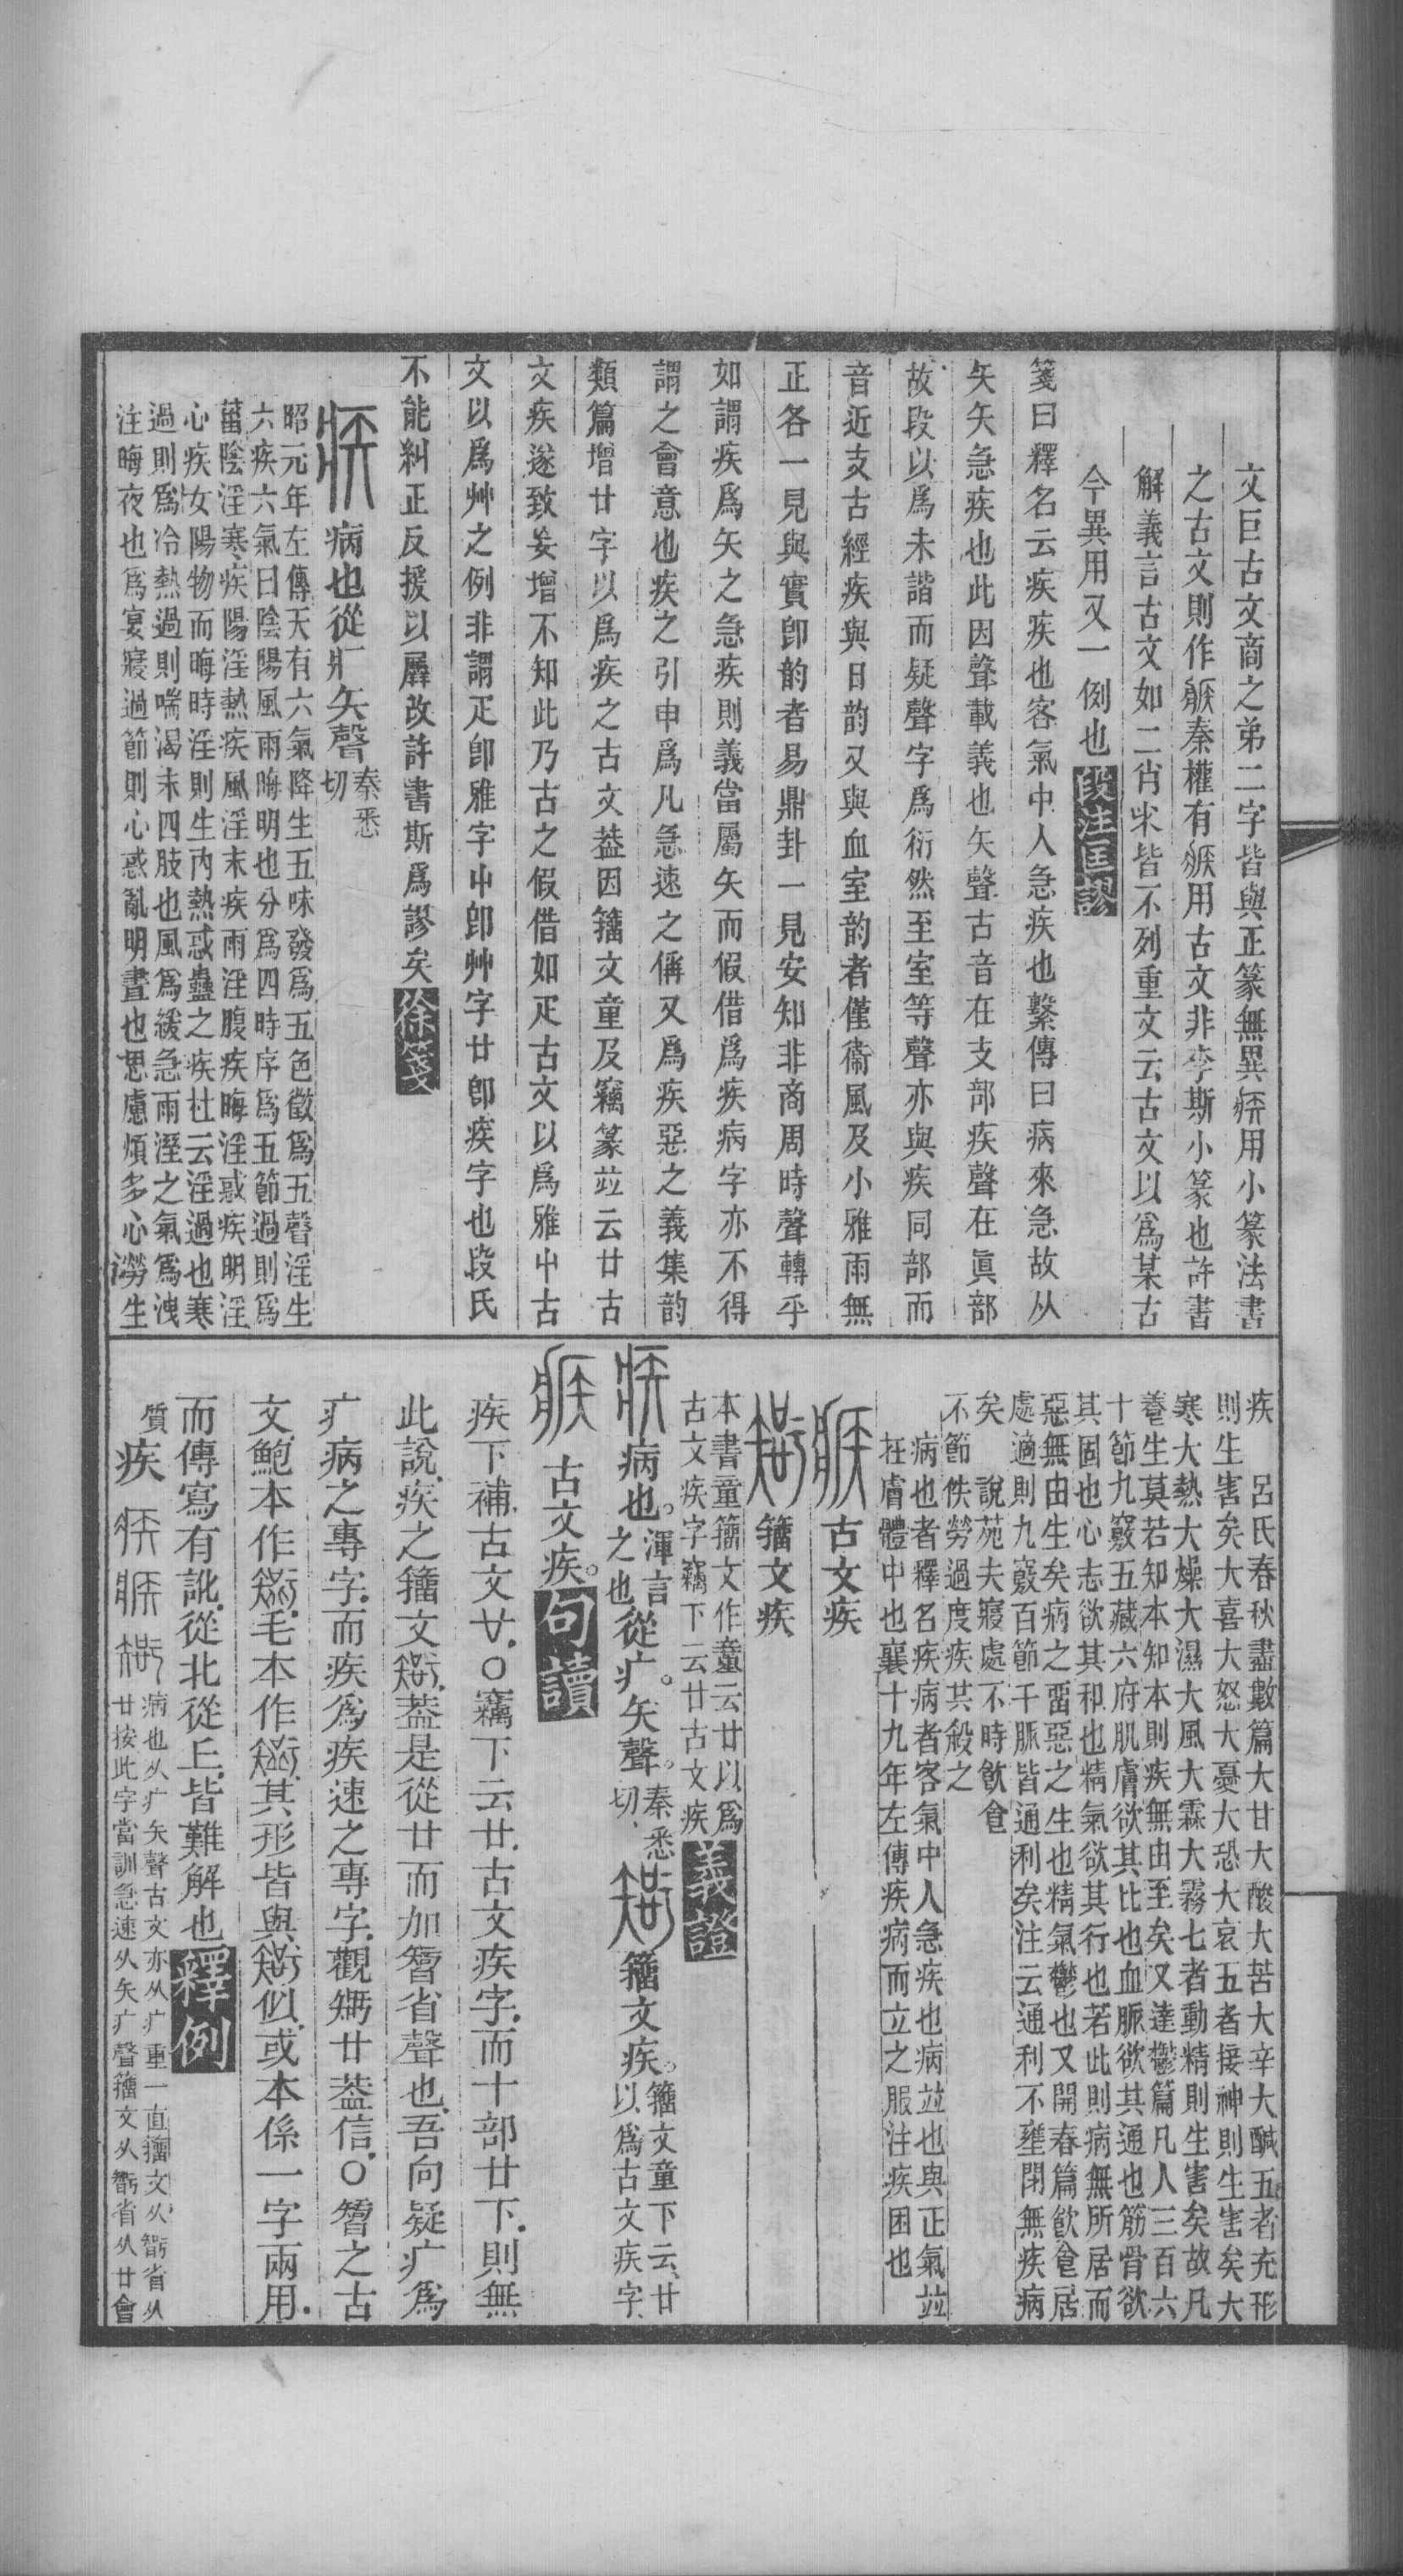 文巨古文商之弟二字皆與正篆無異用小篆法書
之古文則作秦權有用古文非李斯小篆也許書
解義言古文如二皆不列重文云古文以爲某古
今異用又一例也段注匡謬
箋曰釋名云疾疾也客氣中人急疾也繫傳曰病來急故从
矢矢急疾也此因聲載義也矢聲古音在支部疾聲在眞部
故段以爲未諧而疑聲字爲衍然至室等聲亦與疾同部而
音近支古經疾與日韵又與血室韵者僅衞風及小雅雨無
正各一見與實卽韵者易鼎卦一見安知非商周時聲轉乎
如謂疾爲矢之急疾則義當屬矢而假借爲疾病字亦不得
謂之會意也疾之引申爲凡急速之偁又爲疾惡之義集韵
類篇增廿字以爲疾之古文葢因籒文童及竊篆竝云廿古
文疾遂致妄增不知此乃古之假借如疋古文以爲雅屮古
文以爲艸之例非謂疋卽雅字屮卽艸字廿卽疾字也段氏
不能糾正反援以羼改許書斯爲謬矣徐箋
病也從疒矢聲秦悉切
昭元年左傳天有六氣降生五味發爲五色徵爲五聲淫生
六疾六氣曰陰陽風雨晦明也分爲四時序爲五節過則爲
菑陰淫寒疾陽淫熱疾風淫末疾雨淫腹疾晦淫惑疾明淫
心疾女陽物而晦時淫則生內熱惑蠱之疾杜云淫過也寒
過則爲冷熱過則喘渴末四肢也風爲緩急雨溼之氣爲洩
注晦夜也爲宴寢過節則心惑亂明晝也思慮煩多心勞生
疾　呂氏春秋盡數篇大甘大酸大苦大辛大鹹五者充形
則生害矣大喜大怒大憂大恐大哀五者接神則生害矣大
寒大熱大燥大濕大風大霖大霧七者動精則生害矣故凡
養生莫若知本知本則疾無由至矣又達鬱篇凡人三百六
十節九竅五藏六府肌膚欲其比也血脈欲其通也筋骨欲
其固也心志欲其和也精氣欲其行也若此則病無所居而
惡無由生矣病之畱惡之生也精氣鬱也又開春篇飮食居
處適則九竅百節千脈皆通利矣注云通利不壅閉無疾病
矣　說苑夫寢處不時飮食
不節佚勞過度疾共殺之
病也者釋名疾病者客氣中人急疾也病竝也與正氣竝
在膚體中也襄十九年左傳疾病而立之服注疾困也
古文疾
籒文疾
本書童籒文作童云廿以爲
古文疾字竊下云廿古文疾義證
病也。渾言之也從疒。矢聲。秦悉切、籒文疾。籒文童下云、廿以爲古文疾字、
古文疾。句讀
疾下補古文廿.○竊下云廿.古文疾字.而十部廿下.則無
此說.疾之籒文.葢是從廿而加省聲也.吾向疑疒爲
疒病之專字.而疾爲疾速之專字.觀廿葢信.○之古
文.鮑本作.毛本作.其形皆與似.或本係一字兩用.
而傳寫有訛.從北從丘.皆難解也釋例
質疾病也从疒矢聲古文亦从疒重一直籒文从省从
廿按此字當訓急速从矢疒聲籒文从省从廿會